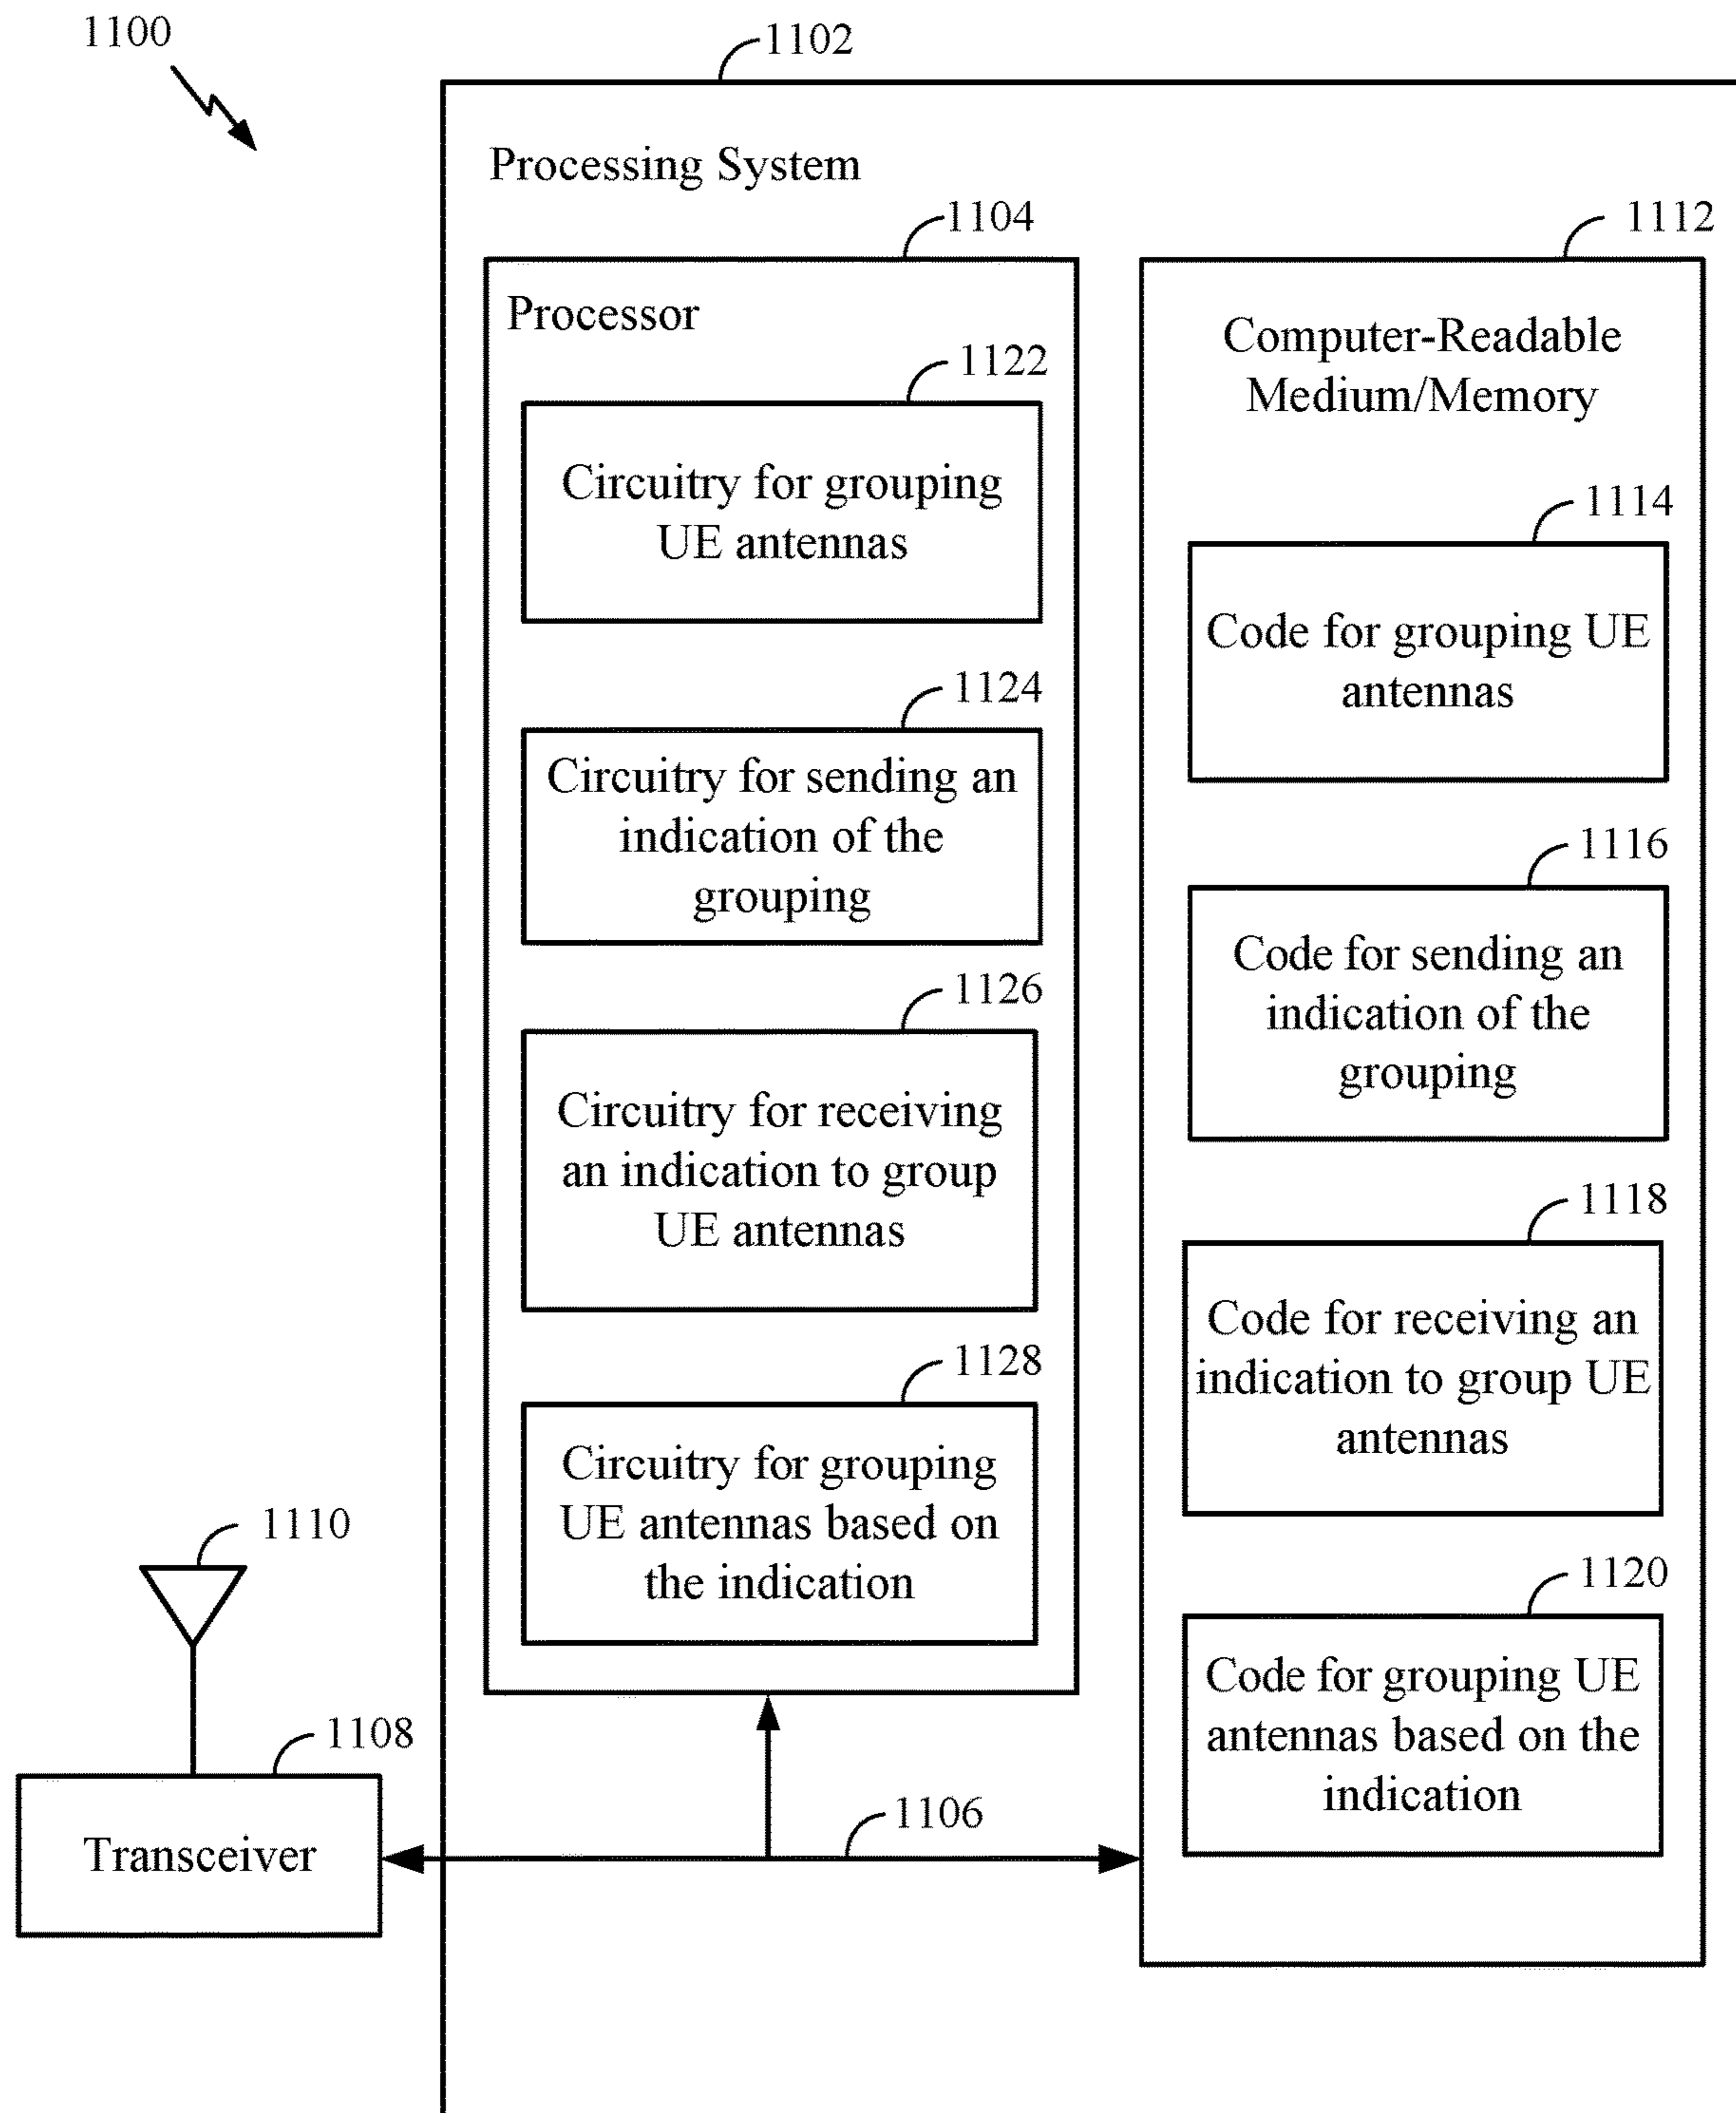 1100
1102
Processing System
1104
1112
Processor
Computer-Readable
Medium/Memory
1122
Circuitry for grouping
UE antennas
1114
Code for grouping UE
antennas
1124
Circuitry for sending an
indication of the
grouping
1116
Code for sending an
indication of the
grouping
1126
Circuitry for receiving
an indication to group
UE antennas
1118
Code for receiving an
indication to group UE
antennas
1128
Circuitry for grouping
UE antennas based on
the indication
1120
Code for grouping UE
antennas based on the
indication
1110
1108
Transceiver
1106